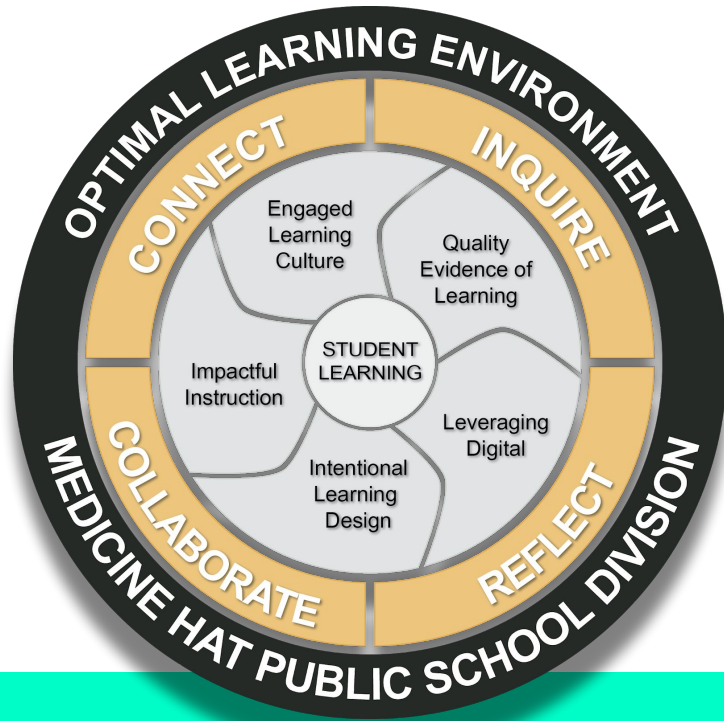 OPTIMAL LEARNING ENVIRONMENT
CONNECT
INQUIRE
Engaged
Learning
Culture
Quality
Evidence of
Learning
STUDENT
LEARNING
Impactful
Instruction
Leveraging
Digital
Intentional
Learning
Design
COLLABORATE
REFLECT
MEDICINE HAT PUBLIC SCHOOL DIVISION